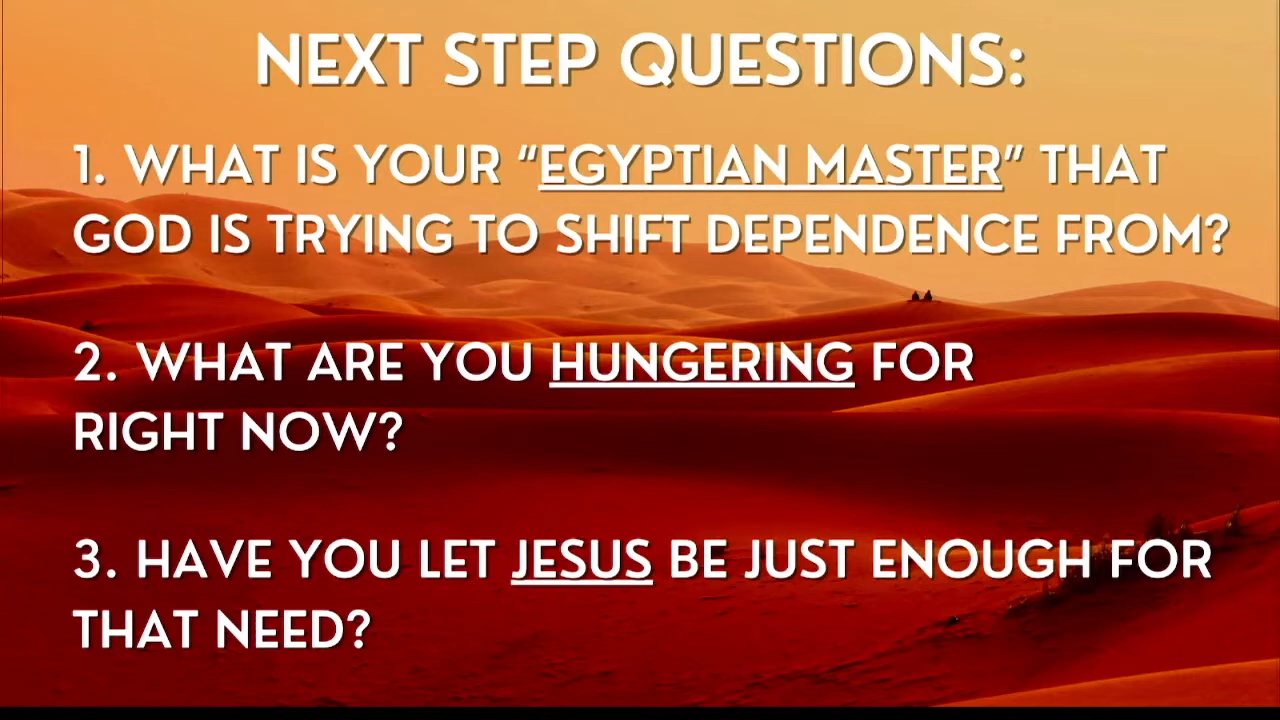 NEXT STEP QUESTIONS:
1. WHAT IS YOUR “EGYPTIAN MASTER” THAT
GOD IS TRYING TO SHIFT DEPENDENCE FROM?
2. WHAT ARE YOU HUNGERING FOR
RIGHT NOW?
3. HAVE YOU LET JESUS BE JUST ENOUGH FOR
THAT NEED?